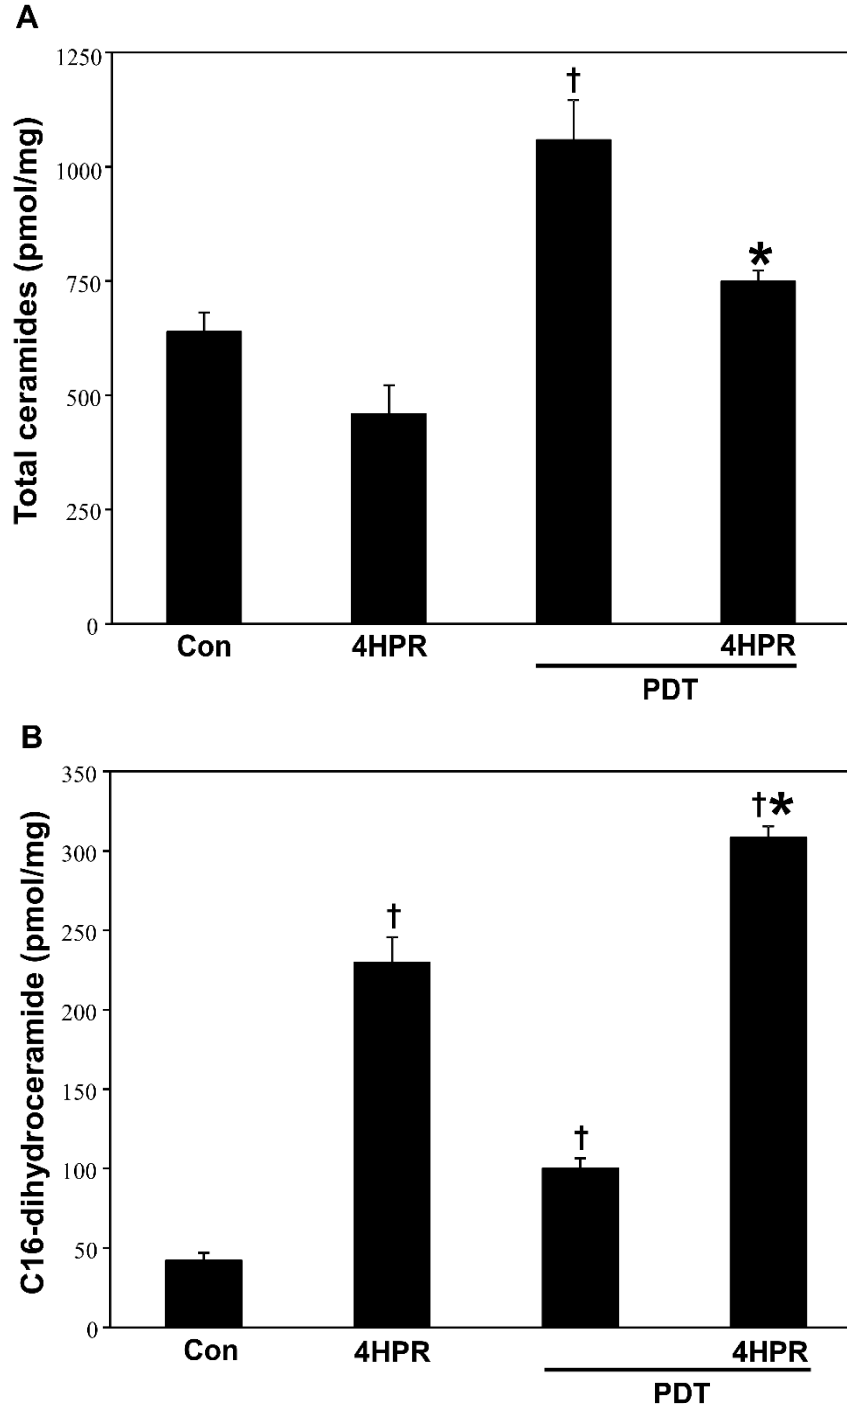 A
Total ceramides (pmol/mg)
1250
1000
750
500
250
0
†
*
Con 4HPR 4HPR
PDT
B
C16-dihydroceramide (pmol/mg)
350
300
250
200
150
100
50
0
†*
†
†
Con 4HPR 4HPR
PDT